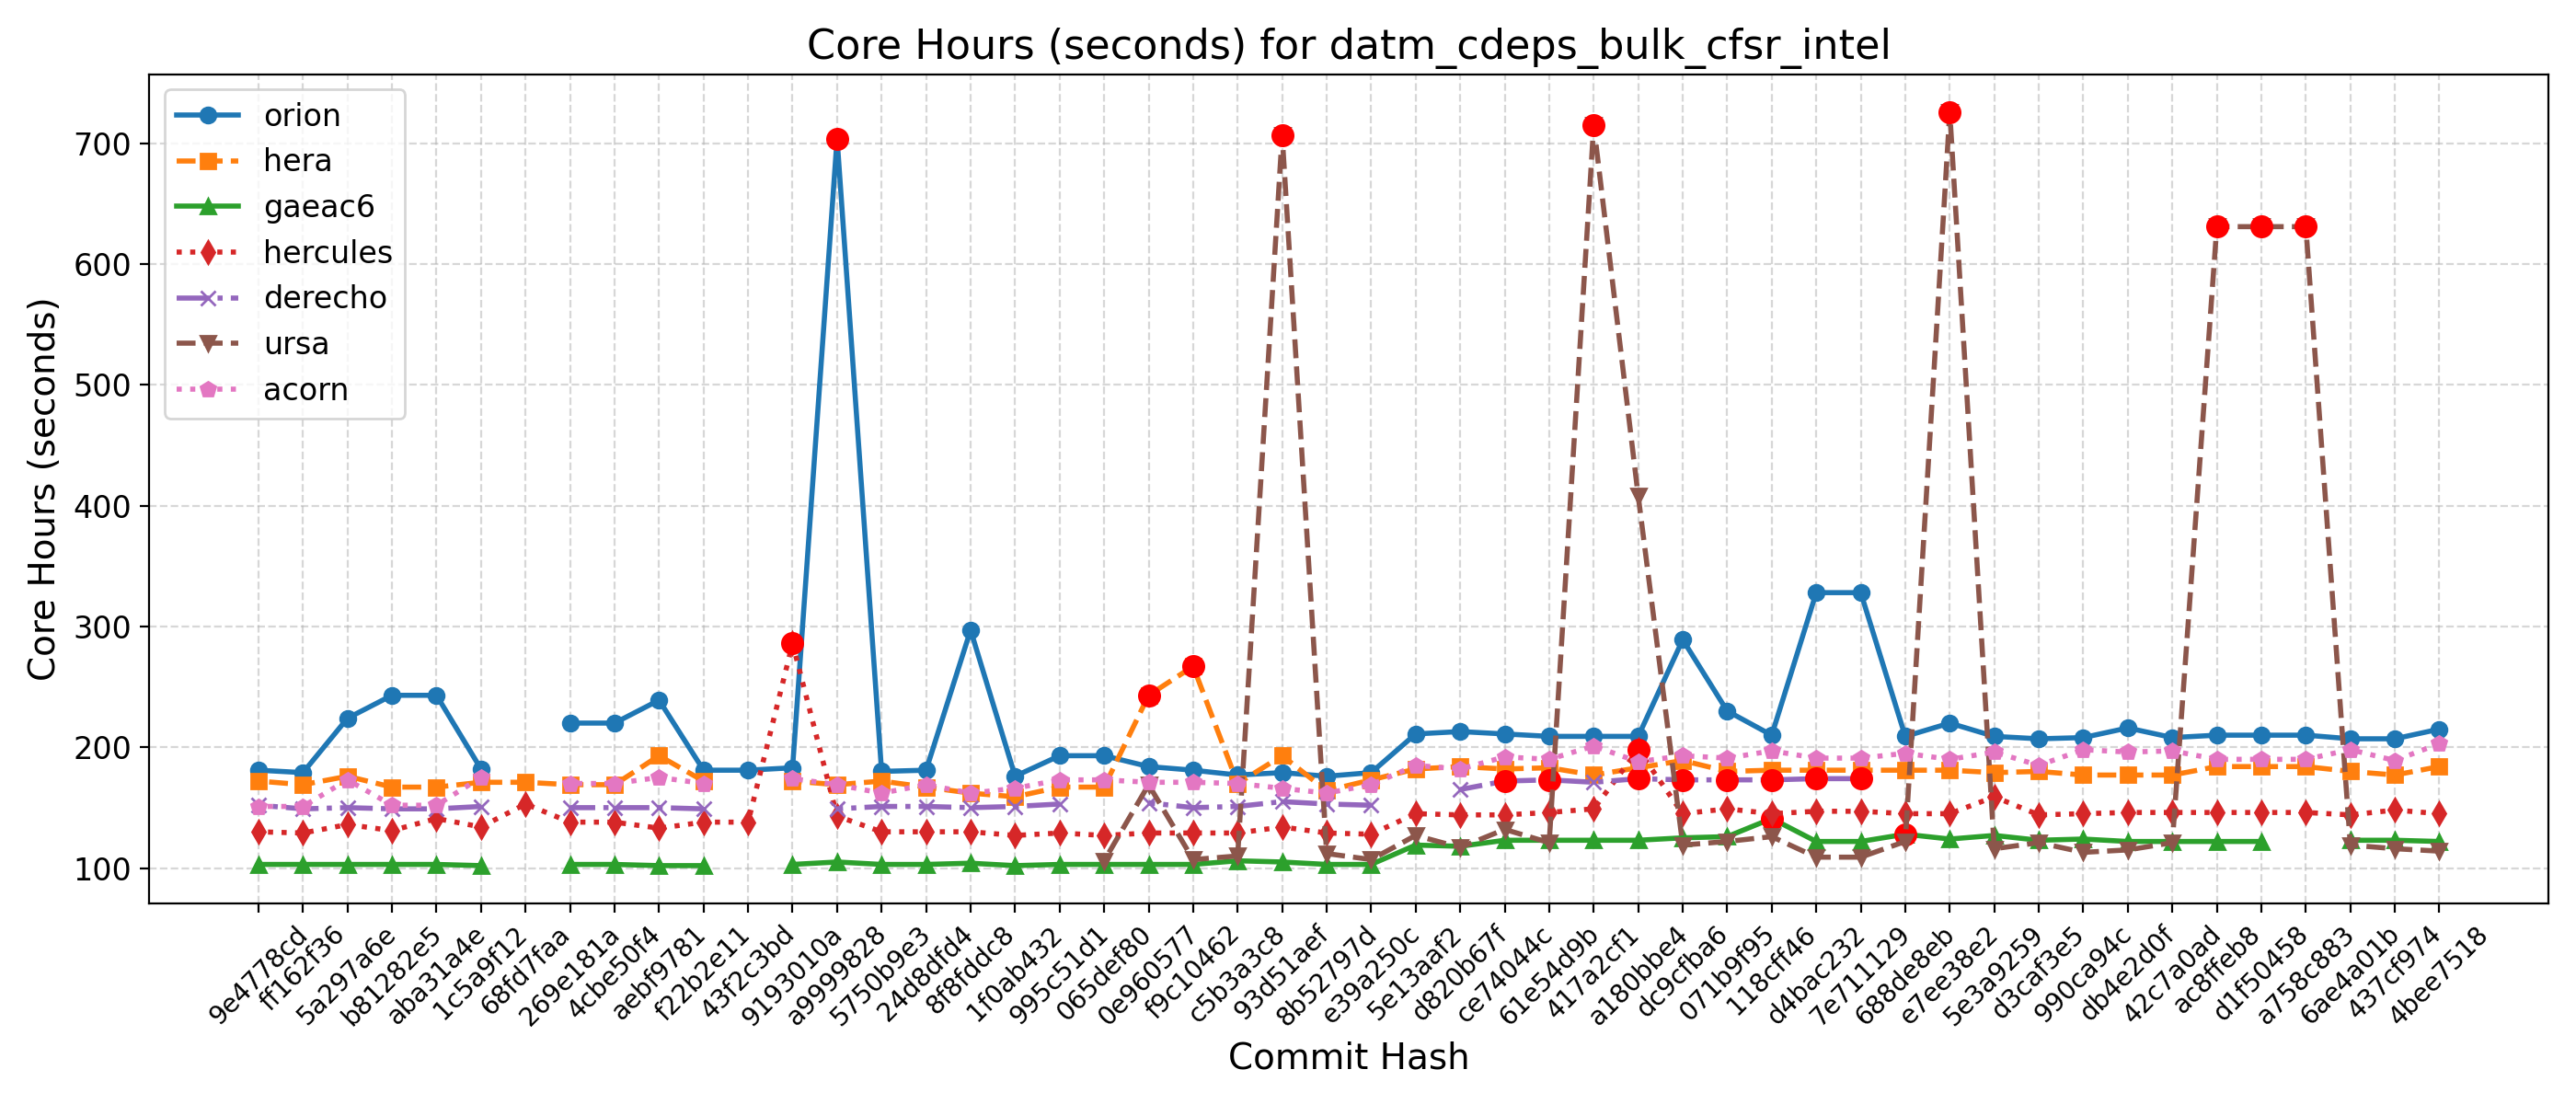 Core Hours (seconds) for datm_cdeps_bulk_cfsr_intel
Core Hours (seconds)
700
600
500
400
300
200
100
orion
hera
gaeac6
hercules
derecho
ursa
acorn
9e4778cd
ff162f36
5a297a6e
b81282e5
aba31a4e
1c5a9f12
68fd7faa
269e181a
4cbe50f4
aebf9781
f22b2e11
43f2c3bd
9193010a
a9999828
5750b9e3
24d8dfd4
8f8fddc8
1f0ab432
995c51d1
065def80
0e960577
f9c10462
c5b3a3c8
93d51aef
8b52797d
e39a250c
5e13aaf2
d820b67f
ce74044c
61e54d9b
417a2cf1
a180bbe4
dc9cfba6
071b9f95
118cff46
d4bac232
7e711129
688de8eb
e7ee38e2
5e3a9259
d3caf3e5
990ca94c
db4e2d0f
42c7a0ad
ac8ffeb8
d1f50458
a758c883
6ae4a01b
437cf974
4bee7518
Commit Hash